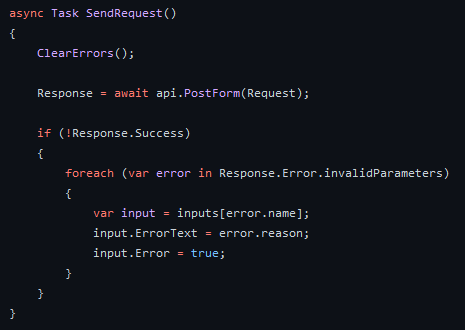 async Task SendRequest()
{
    ClearErrors();

    Response = await api.PostForm(Request);

    if (!Response.Success)
    {
        foreach (var error in Response.Error.invalidParameters)
        {
            var input = inputs[error.name];
            input.ErrorText = error.reason;
            input.Error = true;
        }
    }
}